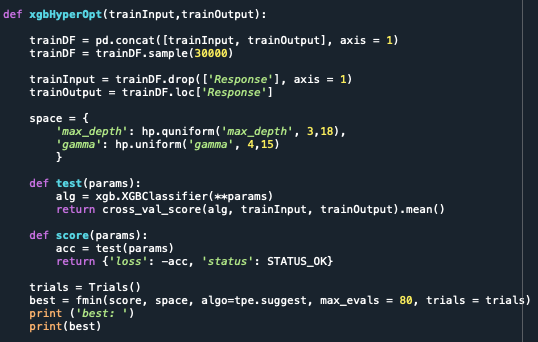 def xgbHyperOpt(trainInput,trainOutput):
trainDF = pd.concat([trainInput, trainOutput], axis = 1)
trainDF = trainDF.sample(30000)
trainInput = trainDF.drop(['Response'], axis = 1)
trainOutput = trainDF.loc['Response']
space = {
'max_depth': hp.quniform('max_depth', 3,18),
'gamma': hp.uniform('gamma', 4,15)
}
def test(params):
alg = xgb.XGBClassifier(**params)
return cross_val_score(alg, trainInput, trainOutput).mean()
def score(params):
acc = test(params)
return {'loss': -acc, 'status': STATUS_OK}
trials = Trials()
best = fmin(score, space, algo=tpe.suggest, max_evals = 80, trials = trials)
print ('best: ')
print(best)